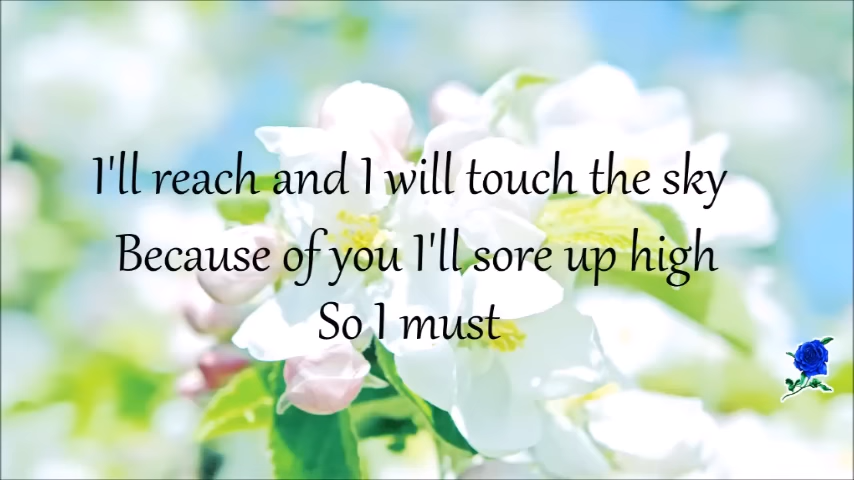 I'll reach and I will touch the sky
Because of you I'll sore up high
So I must